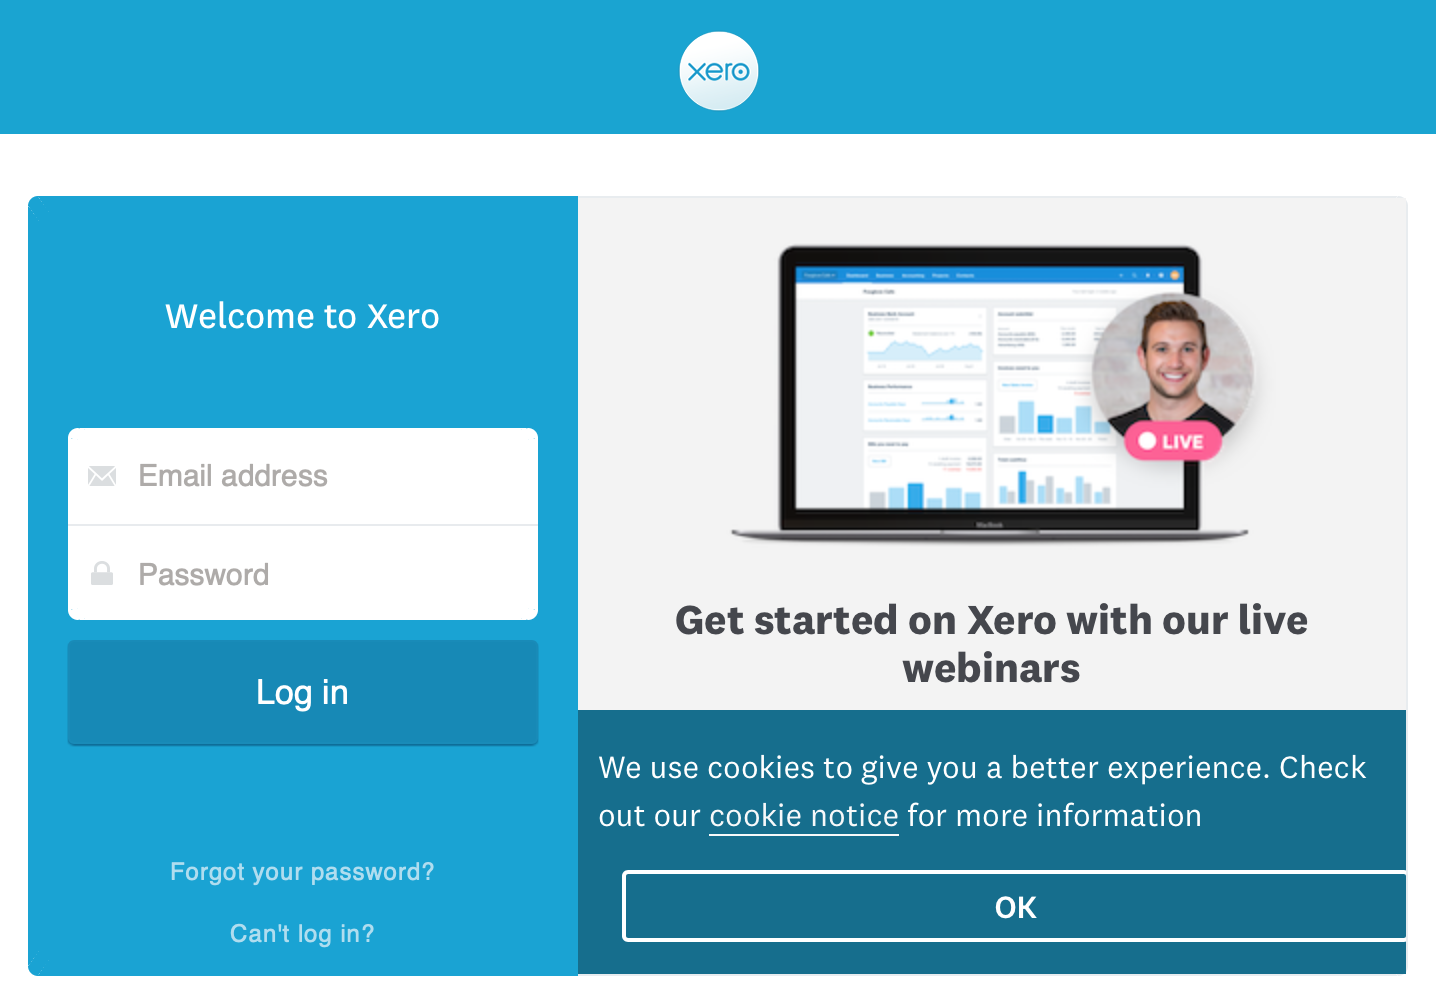 xero
Welcome to Xero
Email address
Password
Log in
Forgot your password?
Can't log in?
LIVE
MacBook
Get started on Xero with our live
webinars
We use cookies to give you a better experience. Check
out our cookie notice for more information
OK